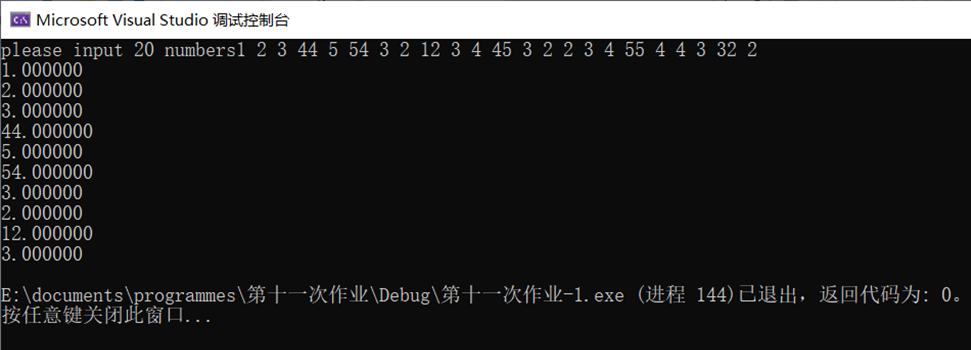 Microsoft Visual Studio 调试控制台
please input 20 numbers1 2 3 44 5 54 3 2 12 3 4 45 3 2 2 3 4 55 4 4 3 32 2
1.000000
2.000000
3.000000
44.000000
5.000000
54.000000
3.000000
2.000000
12.000000
3.000000
E:\documents\programmes\第十一次作业\Debug\第十一次作业-1.exe (进程 144)已退出，返回代码为: 0。
按任意键关闭此窗口...